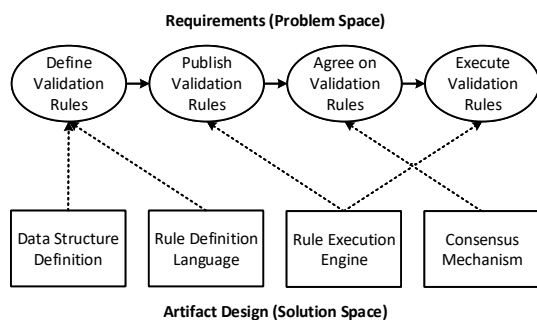 Requirements (Problem Space)
Define
Validation
Rules
Publish
Validation
Rules
Agree on
Validation
Rules
Execute
Validation
Rules
Data Structure
Definition
Rule Definition
Language
Rule Execution
Engine
Consensus
Mechanism
Artifact Design (Solution Space)